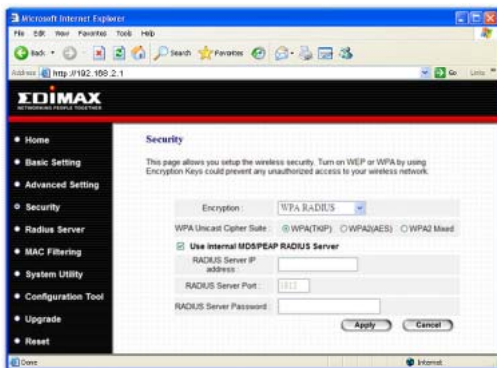 Microsoft Internet Explorer
File Edit View Favorites Tools Help
Back Search Favorites
Address http://192.168.2.1 Go Links
EDIMAX
NETWORKING PEOPLE TOGETHER
Home
Basic Setting
Advanced Setting
Security
Radius Server
MAC Filtering
System Utility
Configuration Tool
Upgrade
Reset
Security
This page allows you setup the wireless security. Turn on WEP or WPA by using
Encryption Keys could prevent any unauthorized access to your wireless network.
Encryption : WPA RADIUS
WPA Unicast Cipher Suite : WPA(TKIP) WPA2(AES) WPA2 Mixed
Use internal MD5/PEAP RADIUS Server
RADIUS Server IP
address :
RADIUS Server Port : 1812
RADIUS Server Password :
Apply Cancel
Done Internet